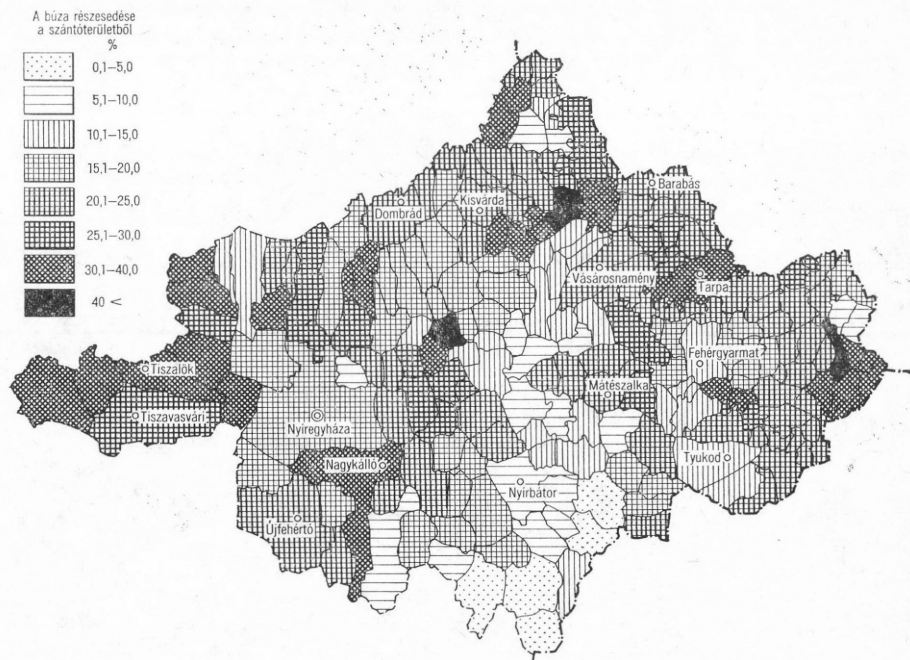 A búza részesedése
a szántóterületből
%
0,1–5,0
5,1–10,0
10,1–15,0
15,1–20,0
20,1–25,0
25,1–30,0
30,1–40,0
40 <
Barabás
Kisvárda
Dombrád
Vásárosnamény
Tarpa
Fehérgyarmat
Tiszalök
Mátészalka
Tiszavasvári
Nyíregyháza
Tyukod
Nagykálló
Nyírbátor
Újfehértó